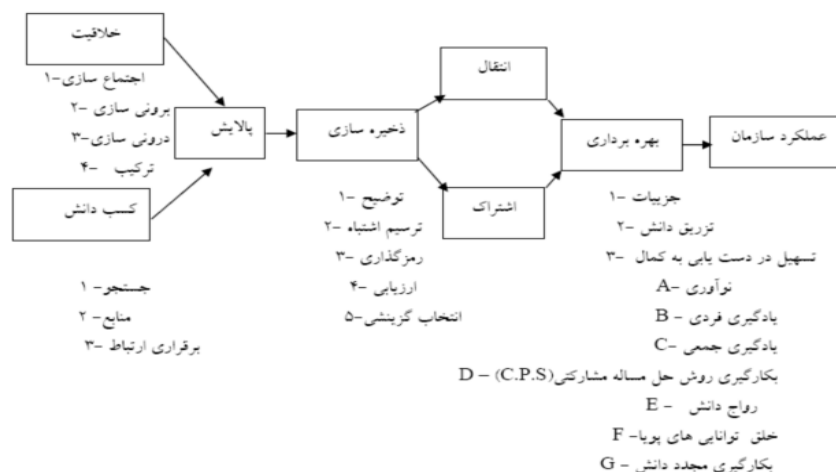 خلاقیت
۱- اجتماع سازی
۲- برونی سازی
۳- درونی سازی
۴- ترکیب
کسب دانش
۱- جستجو
۲- منابع
۳- برقراری ارتباط
پالایش
ذخیره سازی
۱- توضیح
۲- ترسیم اشتباه
۳- رمزگذاری
۴- ارزیابی
۵- انتخاب گزینشی
انتقال
اشتراک
بهره برداری
۱- جزییات
۲- تزریق دانش
۳- تسهیل در دست یابی به کمال
A- نوآوری
B - یادگیری فردی
C- یادگیری جمعی
D – (C.P.S)بکارگیری روش حل مساله مشارکتی
E - رواج دانش
F - خلق توانایی های پویا
G - بکارگیری مجدد دانش
عملکرد سازمان